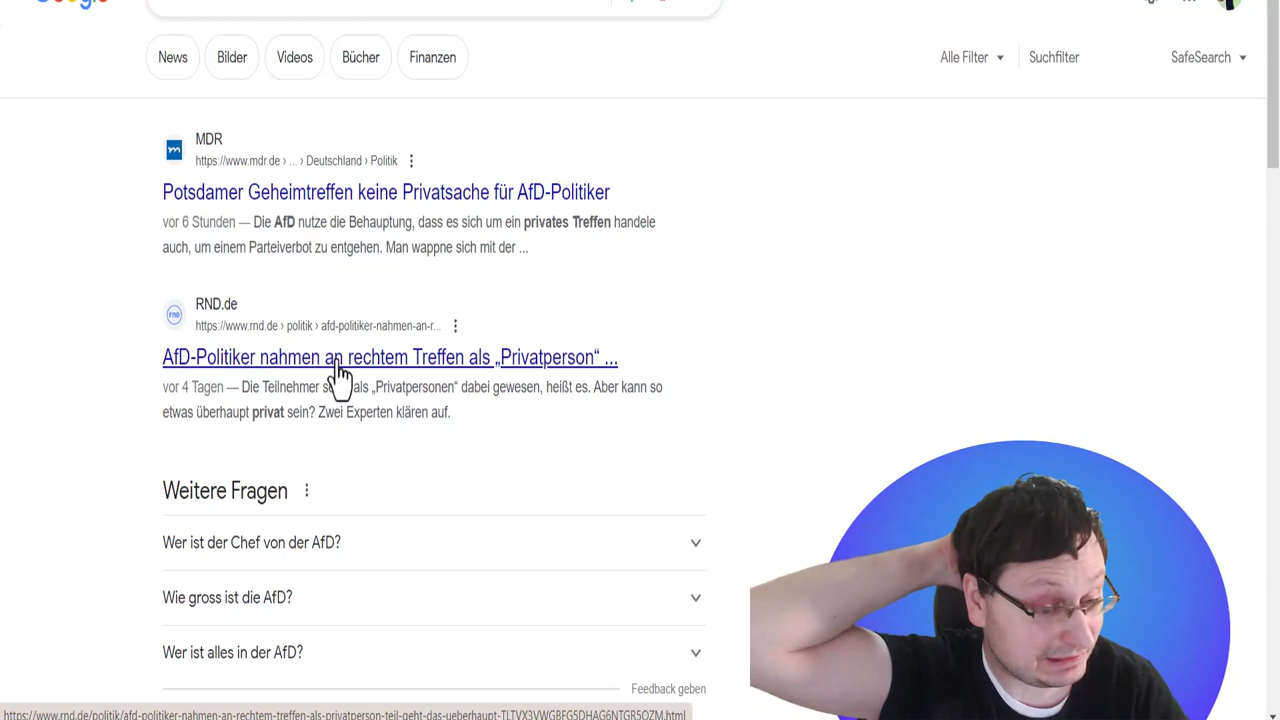 Google
News
Bilder
Videos
Bücher
Finanzen
Alle Filter
Suchfilter
SafeSearch
MDR
https://www.mdr.de › ... › Deutschland › Politik
Potsdamer Geheimtreffen keine Privatsache für AfD-Politiker
vor 6 Stunden — Die AfD nutze die Behauptung, dass es sich um ein privates Treffen handele
auch, um einem Parteiverbot zu entgehen. Man wappne sich mit der ...
RND.de
rnd
https://www.rnd.de › politik › afd-politiker-nahmen-an-r...
AfD-Politiker nahmen an rechtem Treffen als „Privatperson“ ...
vor 4 Tagen — Die Teilnehmer als „Privatpersonen“ dabei gewesen, heißt es. Aber kann so
etwas überhaupt privat sein? Zwei Experten klären auf.
Weitere Fragen
Wer ist der Chef von der AfD?
Wie gross ist die AfD?
Wer ist alles in der AfD?
Feedback geben